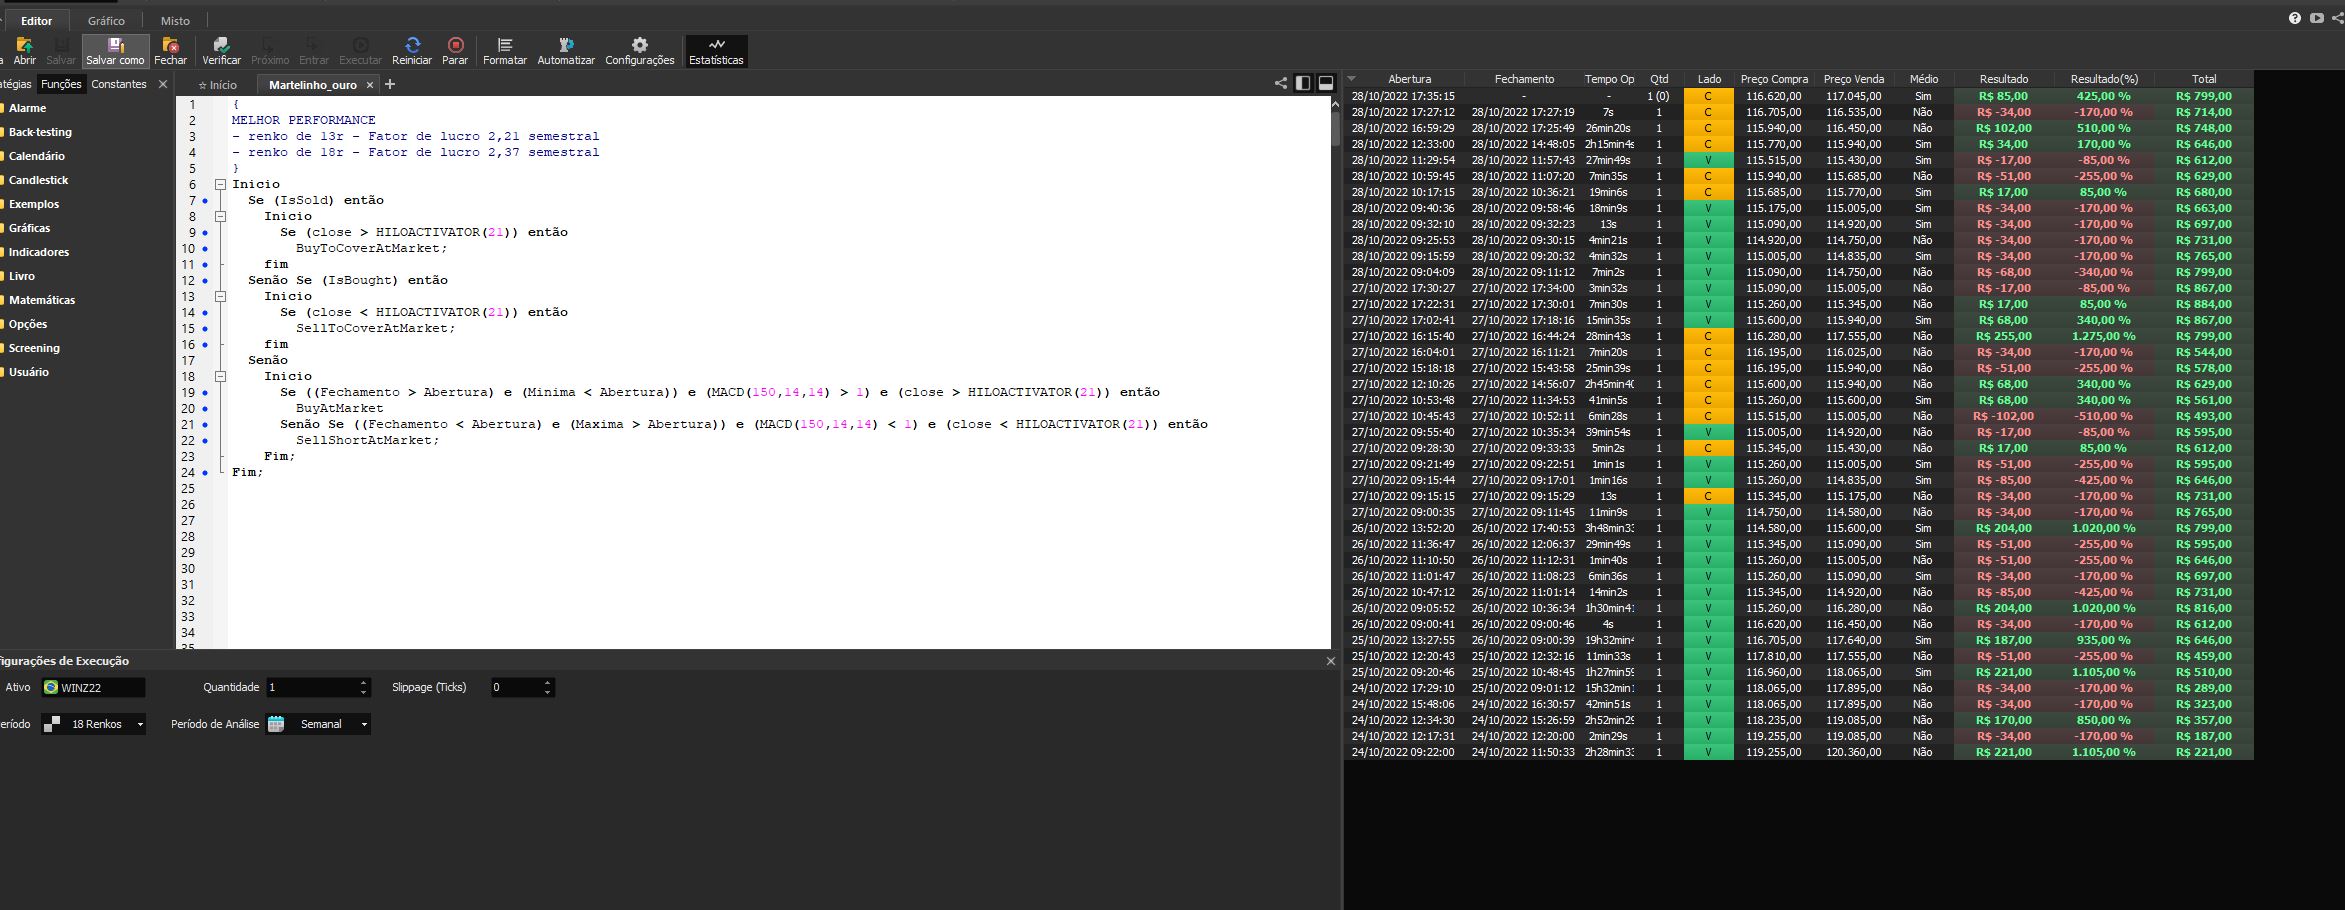 Editor Gráfico Misto
Abrir Salvar Salvar como Fechar Verificar Próximo Entrar Executar Reiniciar Parar Formatar Automatizar Configurações Estatísticas
atégias Funções Constantes
☆ Início Martelinho_ouro
Alarme
Back-testing
Calendário
Candlestick
Exemplos
Gráficas
Indicadores
Livro
Matemáticas
Opções
Screening
Usuário
1 {
2 MELHOR PERFORMANCE
3 - renko de 13r - Fator de lucro 2,21 semestral
4 - renko de 18r - Fator de lucro 2,37 semestral
5 }
6 Inicio
7 Se (IsSold) então
8 Inicio
9 Se (close > HILOACTIVATOR(21)) então
10 BuyToCoverAtMarket;
11 fim
12 Senão Se (IsBought) então
13 Inicio
14 Se (close < HILOACTIVATOR(21)) então
15 SellToCoverAtMarket;
16 fim
17 Senão
18 Inicio
19 Se ((Fechamento > Abertura) e (Minima < Abertura)) e (MACD(150,14,14) > 1) e (close > HILOACTIVATOR(21)) então
20 BuyAtMarket
21 Senão Se ((Fechamento < Abertura) e (Maxima > Abertura)) e (MACD(150,14,14) < 1) e (close < HILOACTIVATOR(21)) então
22 SellShortAtMarket;
23 Fim;
24 Fim;
25
26
27
28
29
30
31
32
33
34
figurações de Execução
Ativo WINZ22 Quantidade 1 Slippage (Ticks) 0
eríodo 18 Renkos Período de Análise Semanal
Abertura Fechamento Tempo Op Qtd Lado Preço Compra Preço Venda Médio Resultado Resultado(%) Total
28/10/2022 17:35:15 - - 1 (0) C 116.620,00 117.045,00 Sim R$ 85,00 425,00 % R$ 799,00
28/10/2022 17:27:12 28/10/2022 17:27:19 7s 1 C 116.705,00 116.535,00 Não R$ -34,00 -170,00 % R$ 714,00
28/10/2022 16:59:29 28/10/2022 17:25:49 26min20s 1 C 115.940,00 116.450,00 Sim R$ 102,00 510,00 % R$ 748,00
28/10/2022 12:33:00 28/10/2022 14:48:05 2h15min4s 1 C 115.770,00 115.940,00 Sim R$ 34,00 170,00 % R$ 646,00
28/10/2022 11:29:54 28/10/2022 11:57:43 27min49s 1 V 115.515,00 115.430,00 Sim R$ -17,00 -85,00 % R$ 612,00
28/10/2022 10:59:45 28/10/2022 11:07:20 7min35s 1 C 115.940,00 115.685,00 Não R$ -51,00 -255,00 % R$ 629,00
28/10/2022 10:17:15 28/10/2022 10:36:21 19min6s 1 C 115.685,00 115.770,00 Sim R$ 17,00 85,00 % R$ 680,00
28/10/2022 09:40:36 28/10/2022 09:58:46 18min9s 1 V 115.175,00 115.005,00 Sim R$ -34,00 -170,00 % R$ 663,00
28/10/2022 09:32:10 28/10/2022 09:32:23 13s 1 V 115.090,00 114.920,00 Sim R$ -34,00 -170,00 % R$ 697,00
28/10/2022 09:25:53 28/10/2022 09:30:15 4min21s 1 V 114.920,00 114.750,00 Não R$ -34,00 -170,00 % R$ 731,00
28/10/2022 09:15:59 28/10/2022 09:20:32 4min32s 1 V 115.005,00 114.835,00 Sim R$ -34,00 -170,00 % R$ 765,00
28/10/2022 09:04:09 28/10/2022 09:11:12 7min2s 1 V 115.090,00 114.750,00 Não R$ -68,00 -340,00 % R$ 799,00
27/10/2022 17:30:27 27/10/2022 17:34:00 3min32s 1 V 115.090,00 115.005,00 Não R$ -17,00 -85,00 % R$ 867,00
27/10/2022 17:22:31 27/10/2022 17:30:01 7min30s 1 V 115.260,00 115.345,00 Não R$ 17,00 85,00 % R$ 884,00
27/10/2022 17:02:41 27/10/2022 17:18:16 15min35s 1 V 115.600,00 115.940,00 Sim R$ 68,00 340,00 % R$ 867,00
27/10/2022 16:15:40 27/10/2022 16:44:24 28min43s 1 C 116.280,00 117.555,00 Não R$ 255,00 1.275,00 % R$ 799,00
27/10/2022 16:04:01 27/10/2022 16:11:21 7min20s 1 C 116.195,00 116.025,00 Não R$ -34,00 -170,00 % R$ 544,00
27/10/2022 15:18:18 27/10/2022 15:43:58 25min39s 1 C 116.195,00 115.940,00 Sim R$ -51,00 -255,00 % R$ 578,00
27/10/2022 12:10:26 27/10/2022 14:56:07 2h45min40 1 C 115.600,00 115.940,00 Sim R$ 68,00 340,00 % R$ 629,00
27/10/2022 10:53:48 27/10/2022 11:34:53 41min5s 1 C 115.260,00 115.600,00 Sim R$ 68,00 340,00 % R$ 561,00
27/10/2022 10:45:43 27/10/2022 10:52:11 6min28s 1 C 115.515,00 115.005,00 Não R$ -102,00 -510,00 % R$ 493,00
27/10/2022 09:55:40 27/10/2022 10:35:34 39min54s 1 V 115.005,00 114.920,00 Não R$ -17,00 -85,00 % R$ 595,00
27/10/2022 09:28:30 27/10/2022 09:33:33 5min2s 1 C 115.345,00 115.430,00 Não R$ 17,00 85,00 % R$ 612,00
27/10/2022 09:21:49 27/10/2022 09:22:51 1min1s 1 V 115.260,00 115.005,00 Sim R$ -51,00 -255,00 % R$ 595,00
27/10/2022 09:15:44 27/10/2022 09:17:01 1min16s 1 V 115.260,00 114.835,00 Sim R$ -85,00 -425,00 % R$ 646,00
27/10/2022 09:15:15 27/10/2022 09:15:29 13s 1 C 115.345,00 115.175,00 Não R$ -34,00 -170,00 % R$ 731,00
27/10/2022 09:00:35 27/10/2022 09:11:45 11min9s 1 V 114.750,00 114.580,00 Não R$ -34,00 -170,00 % R$ 765,00
26/10/2022 13:52:20 26/10/2022 17:40:53 3h48min33 1 V 114.580,00 115.600,00 Sim R$ 204,00 1.020,00 % R$ 799,00
26/10/2022 11:36:47 26/10/2022 12:06:37 29min49s 1 V 115.345,00 115.090,00 Sim R$ -51,00 -255,00 % R$ 595,00
26/10/2022 11:10:50 26/10/2022 11:12:31 1min40s 1 V 115.260,00 115.005,00 Não R$ -51,00 -255,00 % R$ 646,00
26/10/2022 11:01:47 26/10/2022 11:08:23 6min36s 1 V 115.260,00 115.090,00 Sim R$ -34,00 -170,00 % R$ 697,00
26/10/2022 10:47:12 26/10/2022 11:01:14 14min2s 1 V 115.345,00 114.920,00 Não R$ -85,00 -425,00 % R$ 731,00
26/10/2022 09:05:52 26/10/2022 10:36:34 1h30min41 1 V 115.260,00 116.280,00 Não R$ 204,00 1.020,00 % R$ 816,00
26/10/2022 09:00:41 26/10/2022 09:00:46 4s 1 V 116.620,00 116.450,00 Não R$ -34,00 -170,00 % R$ 612,00
25/10/2022 13:27:55 26/10/2022 09:00:39 19h32min4 1 V 116.705,00 117.640,00 Sim R$ 187,00 935,00 % R$ 646,00
25/10/2022 12:20:43 25/10/2022 12:32:16 11min33s 1 V 117.810,00 117.555,00 Não R$ -51,00 -255,00 % R$ 459,00
25/10/2022 09:20:46 25/10/2022 10:48:45 1h27min59 1 V 116.960,00 118.065,00 Sim R$ 221,00 1.105,00 % R$ 510,00
24/10/2022 17:29:10 25/10/2022 09:01:12 15h32min1 1 V 118.065,00 117.895,00 Não R$ -34,00 -170,00 % R$ 289,00
24/10/2022 15:48:06 24/10/2022 16:30:57 42min51s 1 V 118.065,00 117.895,00 Não R$ -34,00 -170,00 % R$ 323,00
24/10/2022 12:34:30 24/10/2022 15:26:59 2h52min29 1 V 118.235,00 119.085,00 Não R$ 170,00 850,00 % R$ 357,00
24/10/2022 12:17:31 24/10/2022 12:20:00 2min29s 1 V 119.255,00 119.085,00 Não R$ -34,00 -170,00 % R$ 187,00
24/10/2022 09:22:00 24/10/2022 11:50:33 2h28min33 1 V 119.255,00 120.360,00 Não R$ 221,00 1.105,00 % R$ 221,00